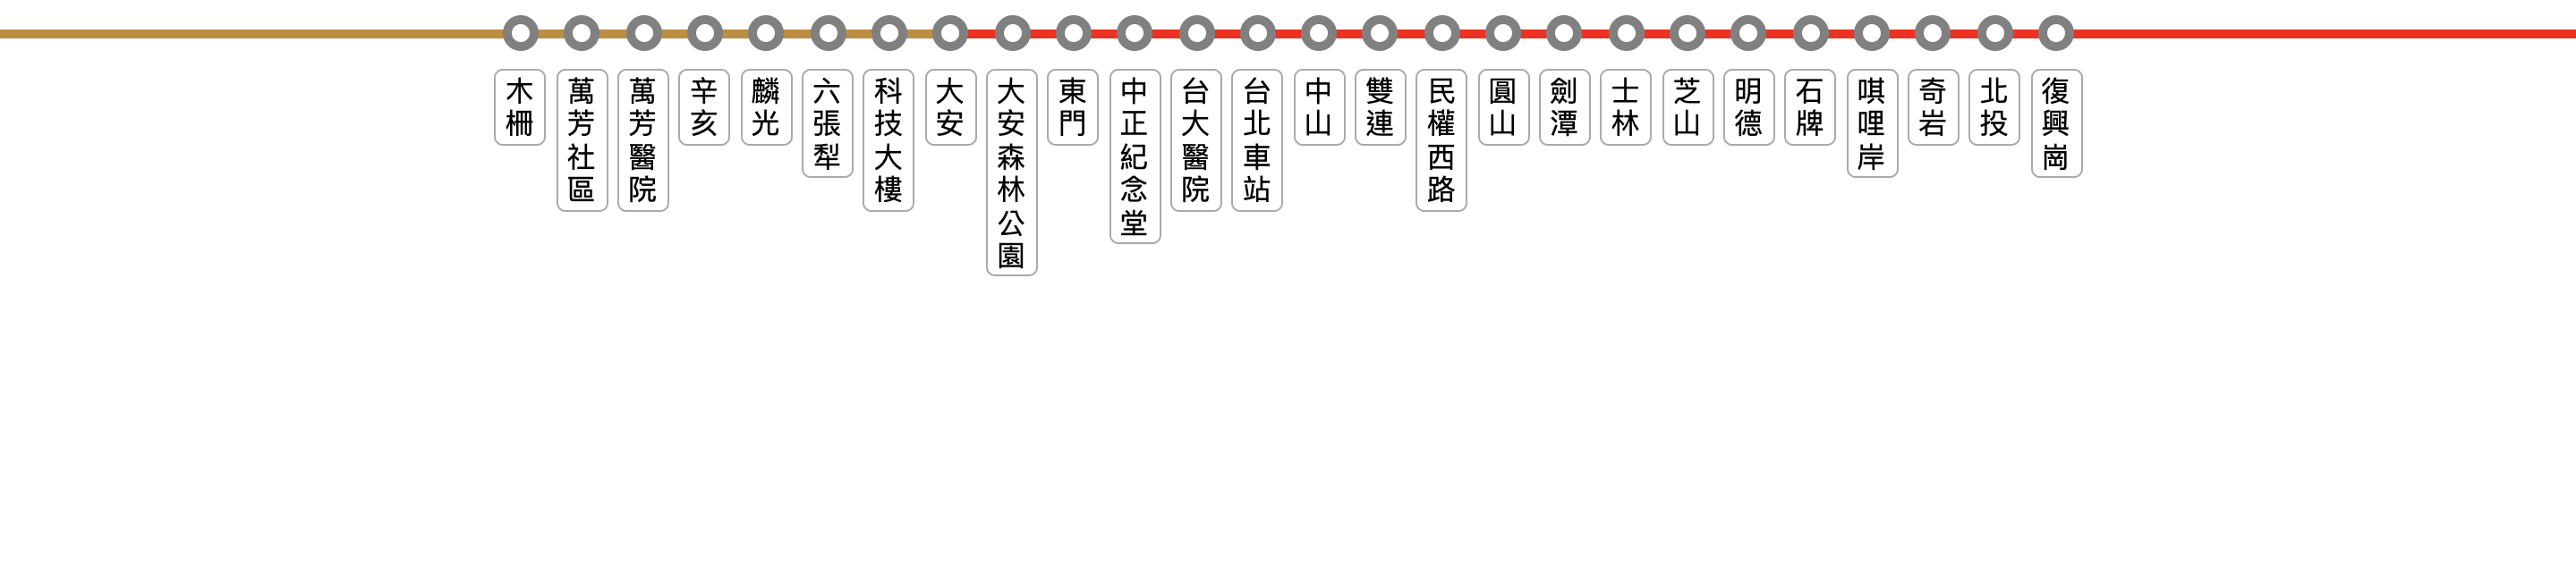 木柵
萬芳社區
萬芳醫院
辛亥
麟光
六張犁
科技大樓
大安
大安森林公園
東門
中正紀念堂
台大醫院
台北車站
中山
雙連
民權西路
圓山
劍潭
士林
芝山
明德
石牌
唭哩岸
奇岩
北投
復興崗